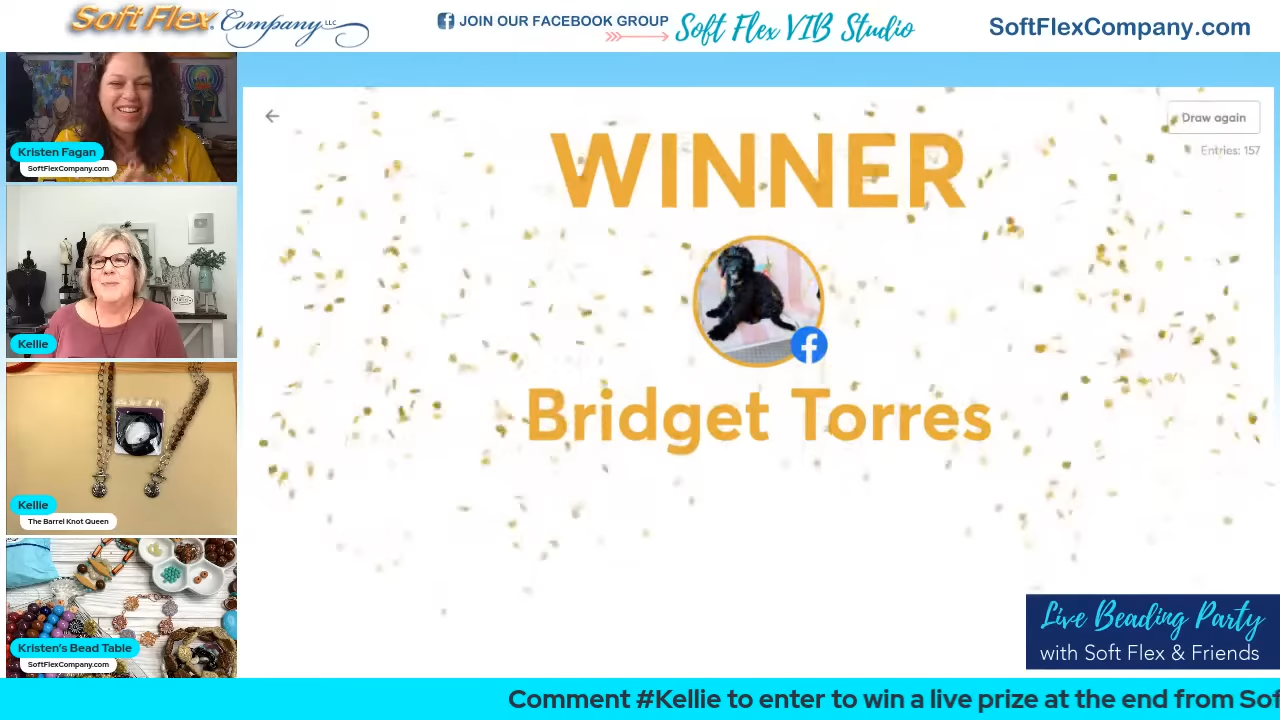 Soft Flex® Company LLC
JOIN OUR FACEBOOK GROUP
Soft Flex VIB Studio
SoftFlexCompany.com
Kristen Fagan
SoftFlexCompany.com
Kellie
Kellie
The Barrel Knot Queen
Kristen's Bead Table
SoftFlexCompany.com
Draw again
Entries: 157
WINNER
Bridget Torres
Live Beading Party
with Soft Flex & Friends
Comment #Kellie to enter to win a live prize at the end from Sof